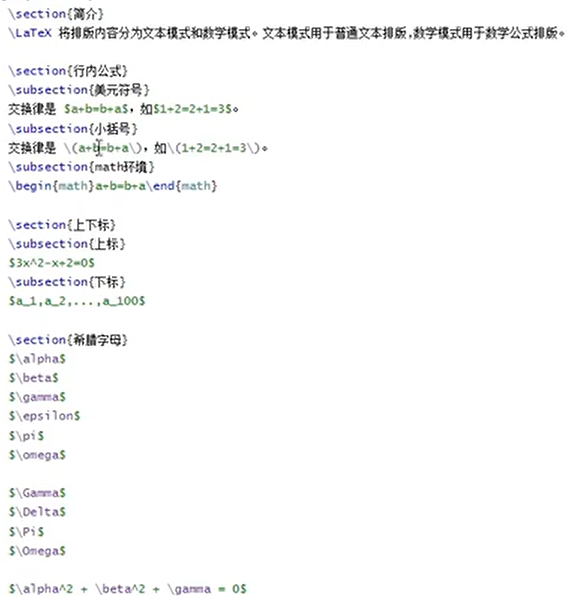 \section{简介}
\LaTeX 将排版内容分为文本模式和数学模式。文本模式用于普通文本排版,数学模式用于数学公式排版。
\section{行内公式}
\subsection{美元符号}
交换律是 $a+b=b+a$，如$1+2=2+1=3$。
\subsection{小括号}
交换律是 \(a+b=b+a\)，如\(1+2=2+1=3\)。
\subsection{math环境}
\begin{math}a+b=b+a\end{math}
\section{上下标}
\subsection{上标}
$3x^2-x+2=0$
\subsection{下标}
$a_1,a_2,...,a_100$
\section{希腊字母}
$\alpha$
$\beta$
$\gamma$
$\epsilon$
$\pi$
$\omega$
$\Gamma$
$\Delta$
$\Pi$
$\Omega$
$\alpha^2 + \beta^2 + \gamma = 0$